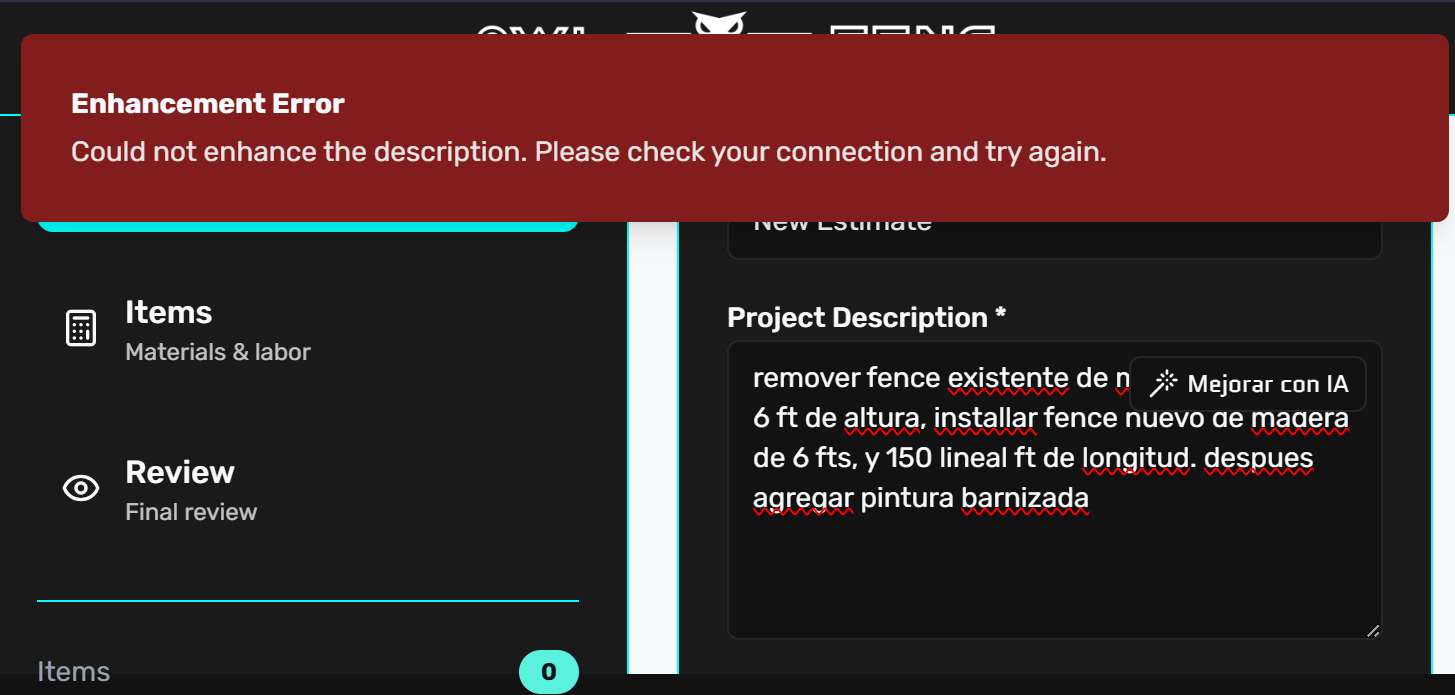 Enhancement Error
Could not enhance the description. Please check your connection and try again.
New Estimate
Items
Materials & labor
Project Description *
remover fence existente de
Mejorar con IA
6 ft de altura, installar fence nuevo de madera
de 6 fts, y 150 lineal ft de longitud. despues
agregar pintura barnizada
Review
Final review
Items
0